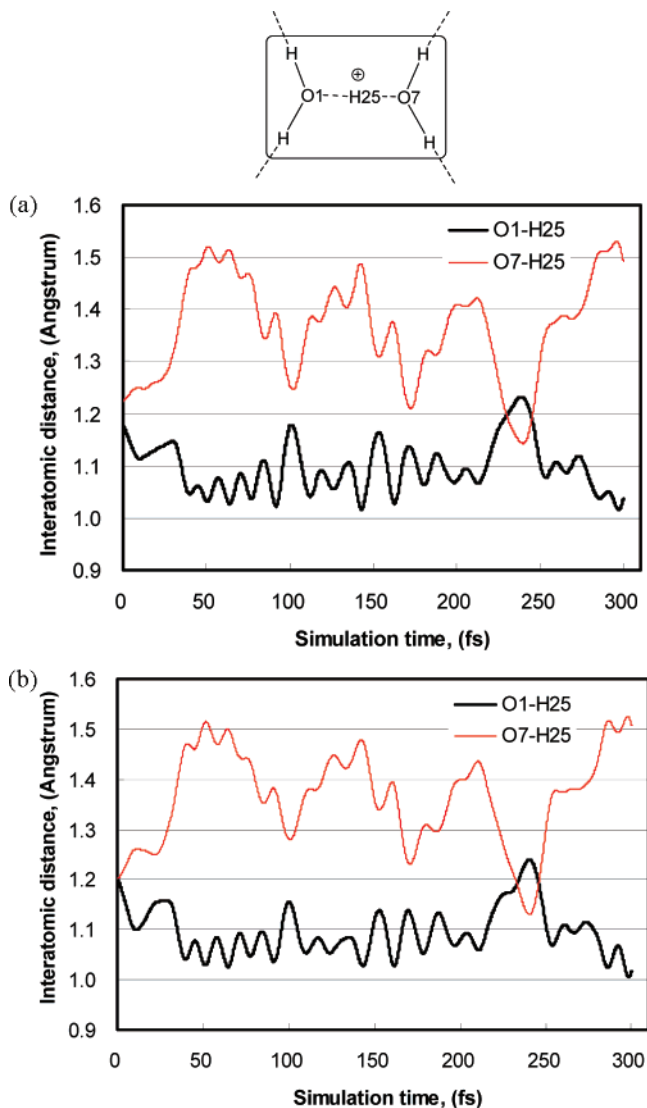 H H
⊕
O1 H25 O7
H H
(a)
1.6
1.5
1.4
1.3
1.2
1.1
1.0
0.9
Interatomic distance, (Angstrum)
O1-H25
O7-H25
0 50 100 150 200 250 300
Simulation time, (fs)
(b)
1.6
1.5
1.4
1.3
1.2
1.1
1.0
0.9
Interatomic distance, (Angstrum)
O1-H25
O7-H25
0 50 100 150 200 250 300
Simulation time, (fs)